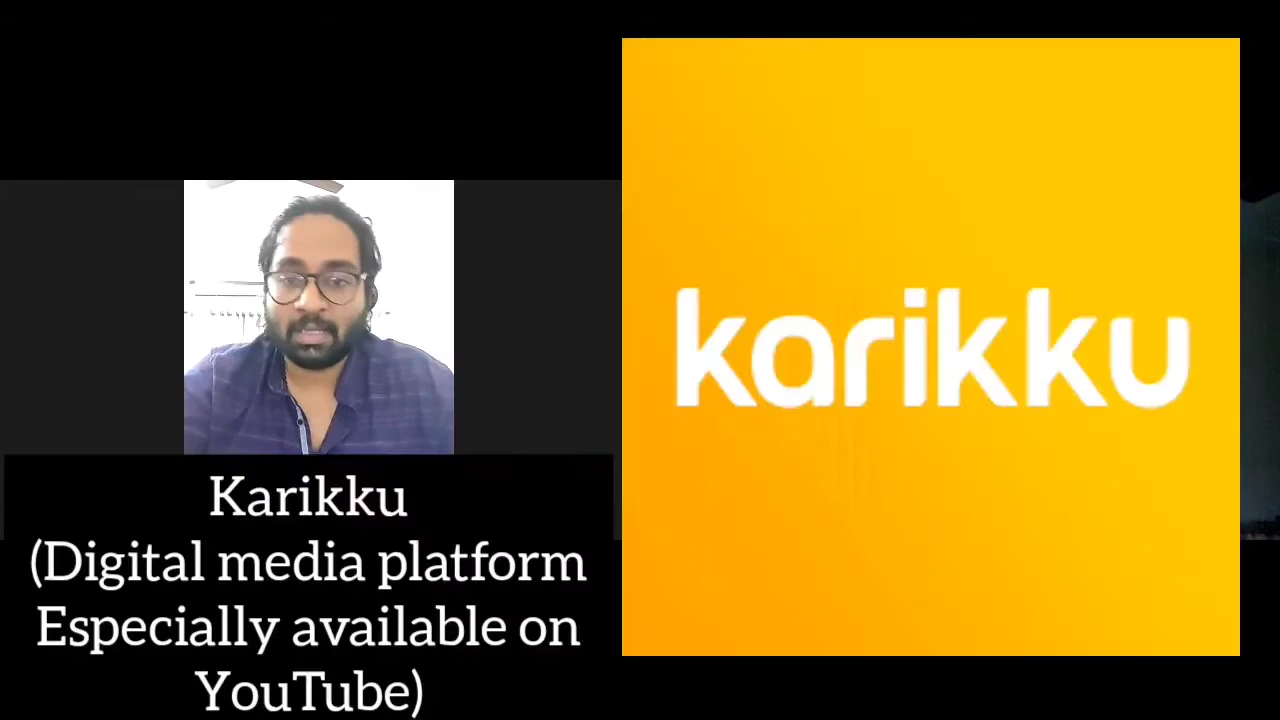 karikku
Karikku
(Digital media platform
Especially available on
YouTube)